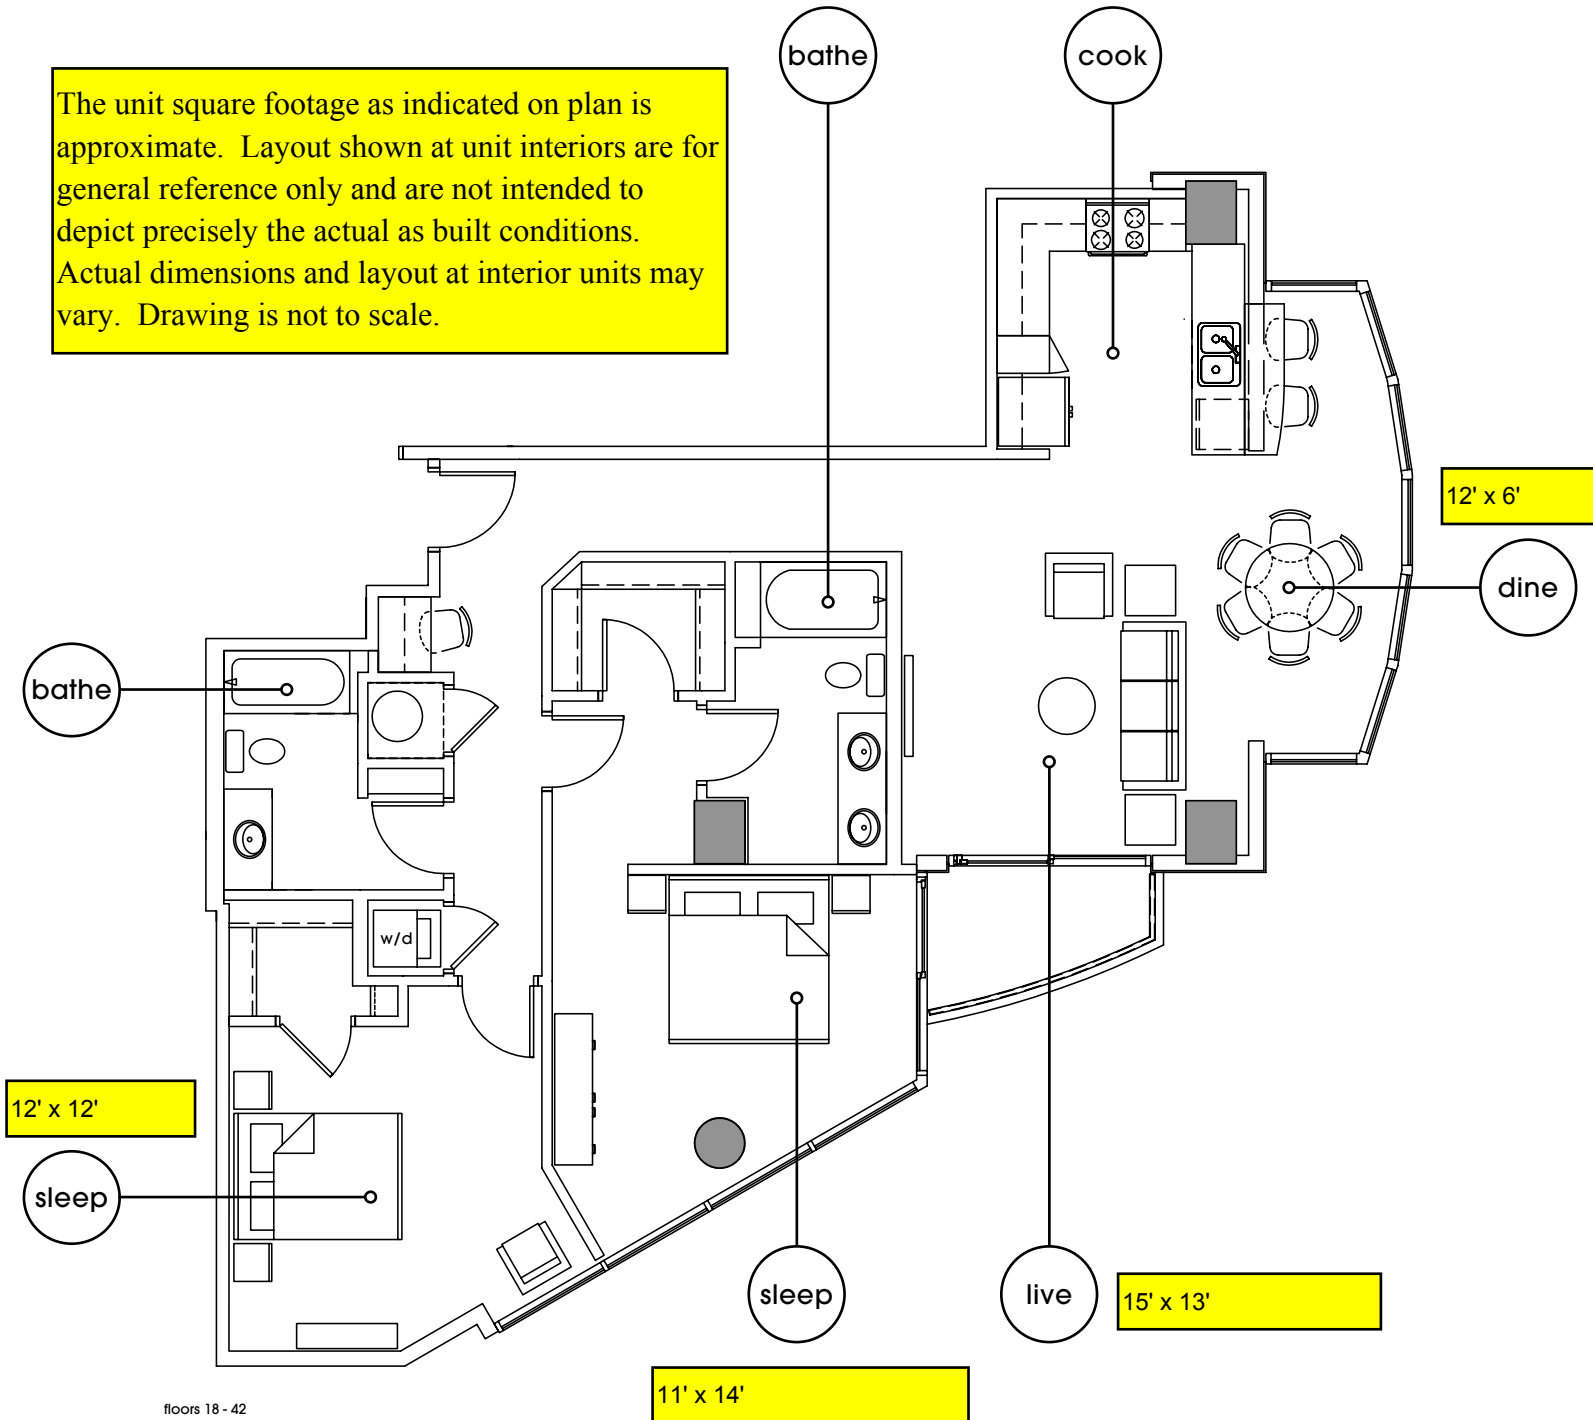 bathe
cook
The unit square footage as indicated on plan is
approximate.  Layout shown at unit interiors are for
general reference only and are not intended to
depict precisely the actual as built conditions.
Actual dimensions and layout at interior units may
vary.  Drawing is not to scale.
12' x 6'
dine
bathe
w/d
12' x 12'
sleep
sleep
live
15' x 13'
11' x 14'
floors 18 - 42